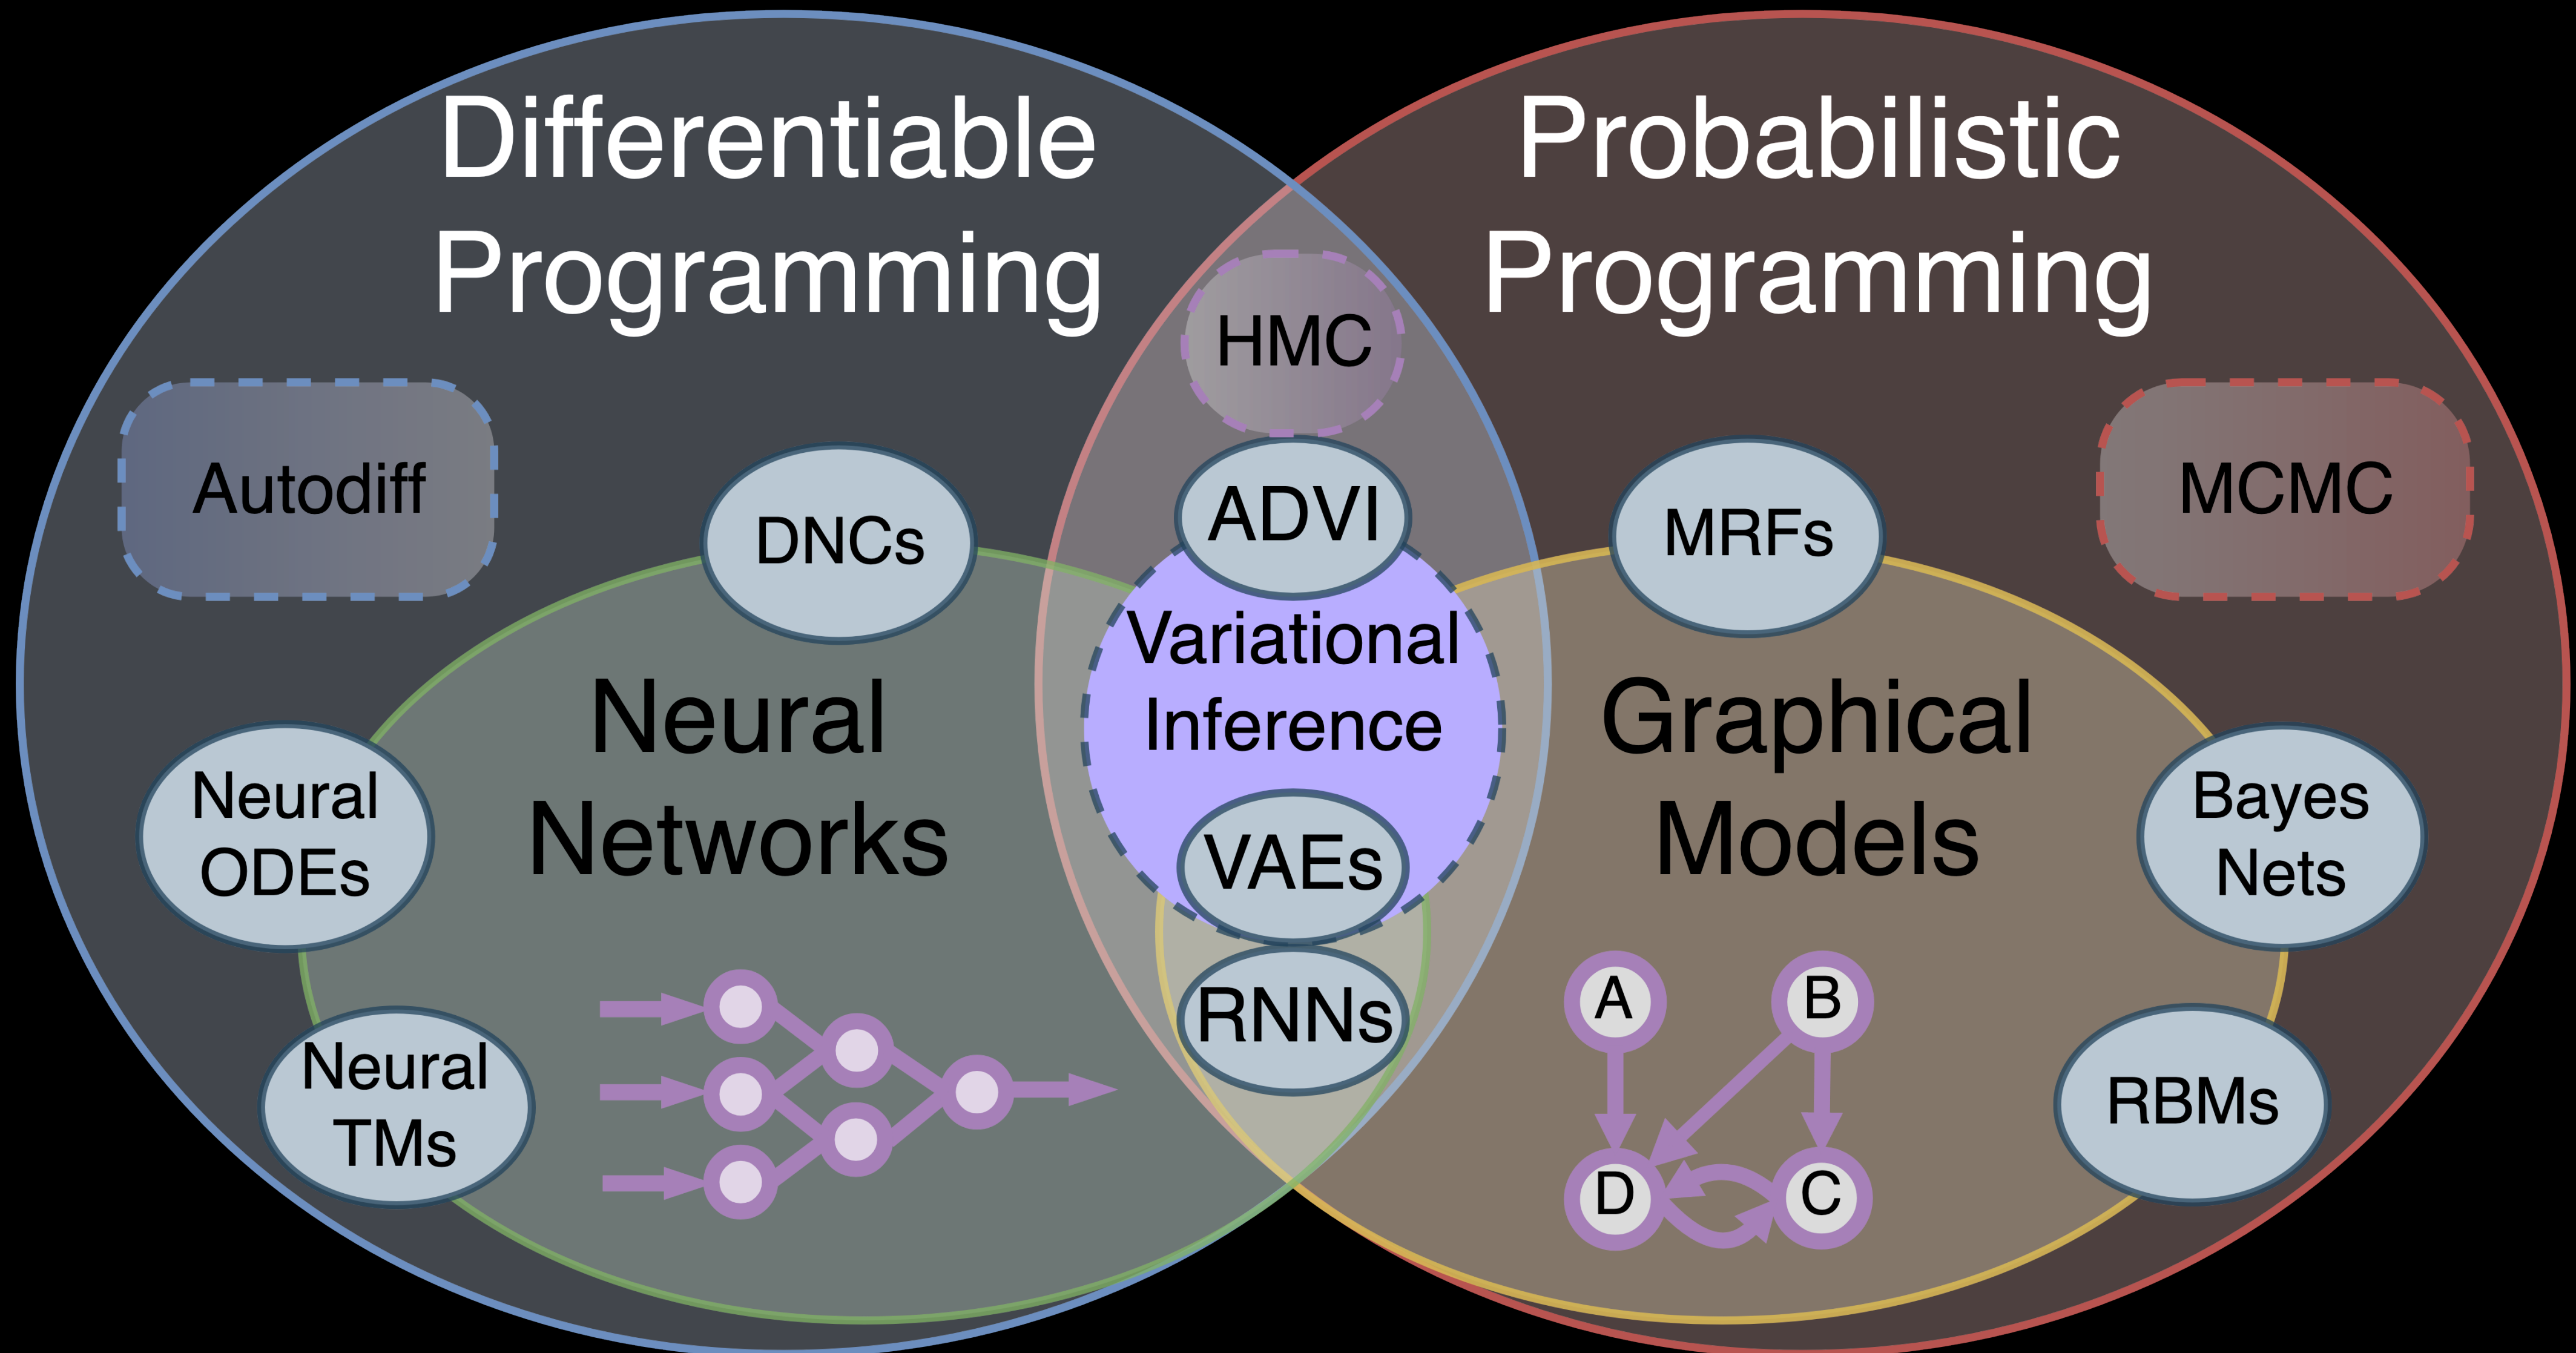 Differentiable
Programming
Probabilistic
Programming
HMC
Autodiff
MCMC
DNCs
ADVI
MRFs
Variational
Inference
Neural
Networks
Graphical
Models
Neural
ODEs
VAEs
Bayes
Nets
RNNs
A
B
Neural
TMs
RBMs
D
C